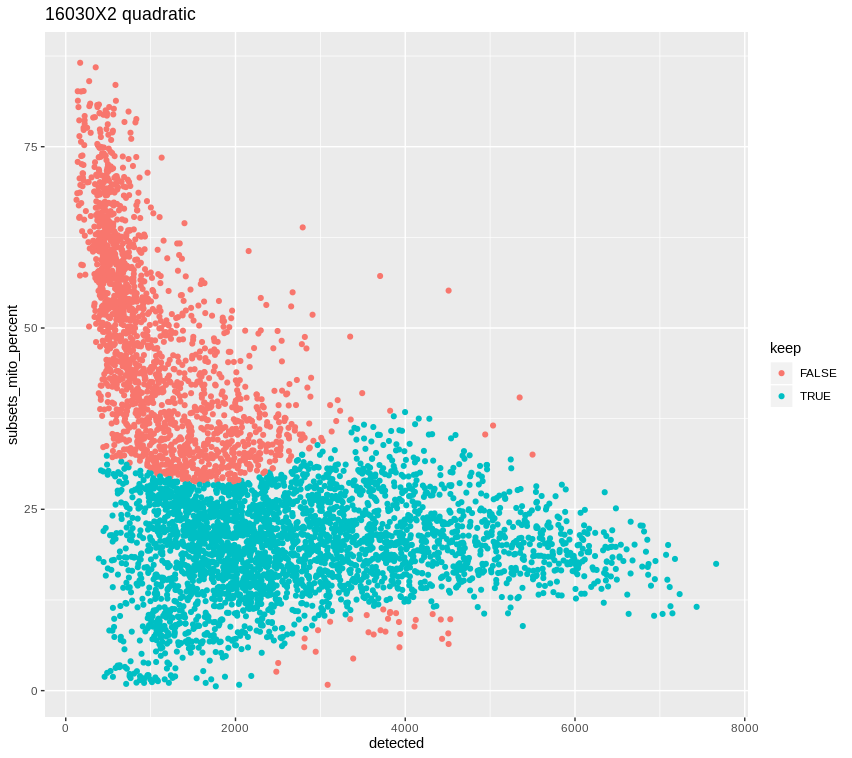 16030X2 quadratic
subsets_mito_percent
75
50
25
0
0 2000 4000 6000 8000
detected
keep
FALSE
TRUE